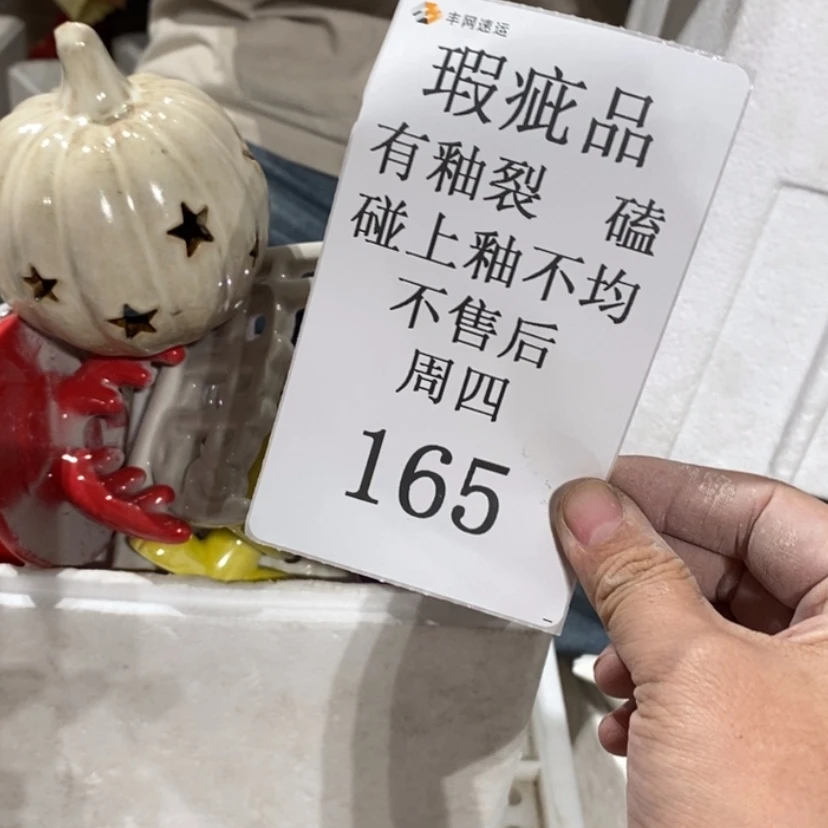 丰网速运
瑕疵品
有釉裂 磕
碰上釉不均
不售后
周四
165